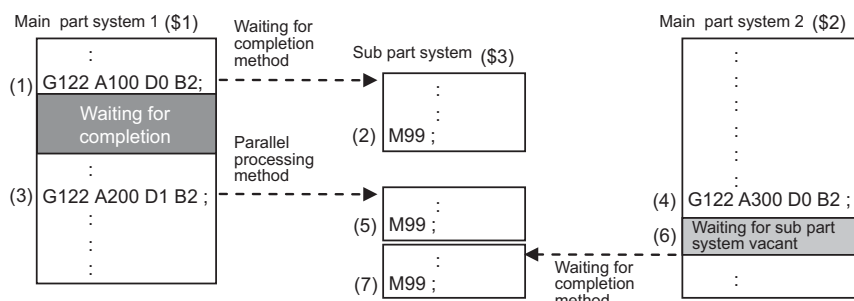 Main part system 1 ($1)
:
(1) G122 A100 D0 B2;
Waiting for
completion
:
(3) G122 A200 D1 B2 ;
:
:
:
Waiting for
completion
method
Parallel
processing
method
Sub part system ($3)
:
:
(2) M99 ;
:
(5) M99 ;
:
(7) M99 ;
Waiting for
completion
method
Main part system 2 ($2)
:
:
:
:
:
:
(4) G122 A300 D0 B2 ;
(6) Waiting for sub part
system vacant
: